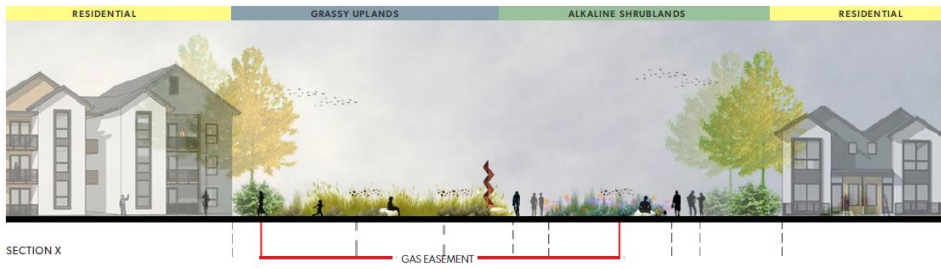 RESIDENTIAL
GRASSY UPLANDS
ALKALINE SHRUBLANDS
RESIDENTIAL
SECTION X
GAS EASEMENT